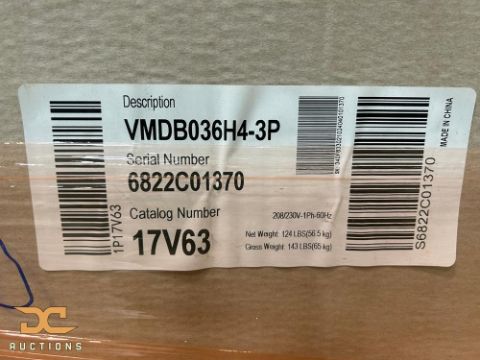 Description
VMDB036H4-3P
Serial Number
6822C01370
Catalog Number
17V63
208/230V-1Ph-60Hz
Net Weight: 124 LBS(56.5 kg)
Gross Weight: 143 LBS(65 kg)
1P17V63
S6822C01370
MADE IN CHINA
AUCTIONS